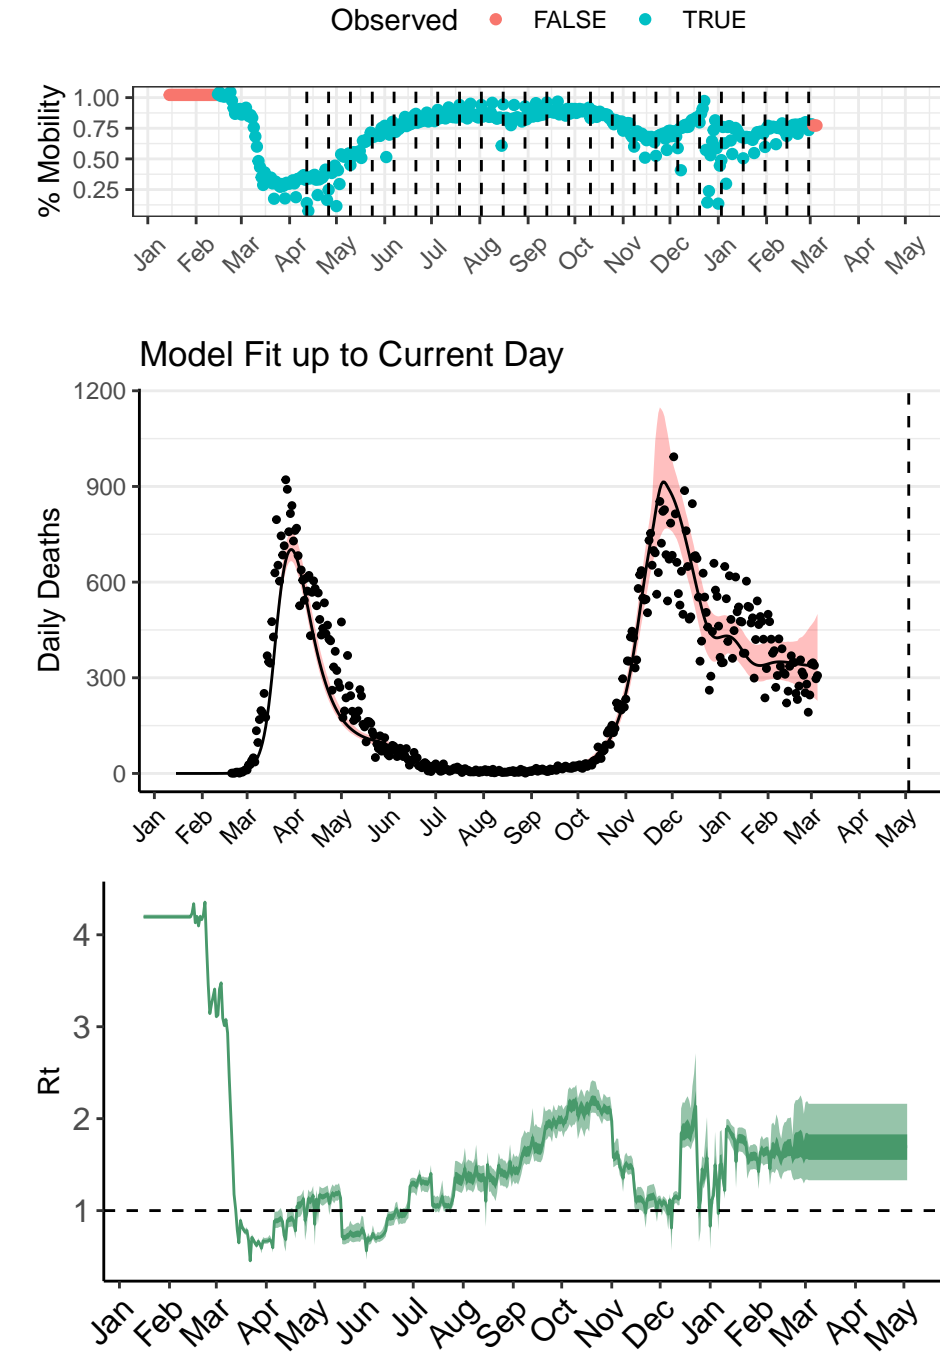 Observed FALSE TRUE
% Mobility
1.00
0.75
0.50
0.25
Jan Feb Mar Apr May Jun Jul Aug Sep Oct Nov Dec Jan Feb Mar Apr May
Model Fit up to Current Day
Daily Deaths
1200
900
600
300
0
Jan Feb Mar Apr May Jun Jul Aug Sep Oct Nov Dec Jan Feb Mar Apr May
Rt
4
3
2
1
Jan Feb Mar Apr May Jun Jul Aug Sep Oct Nov Dec Jan Feb Mar Apr May